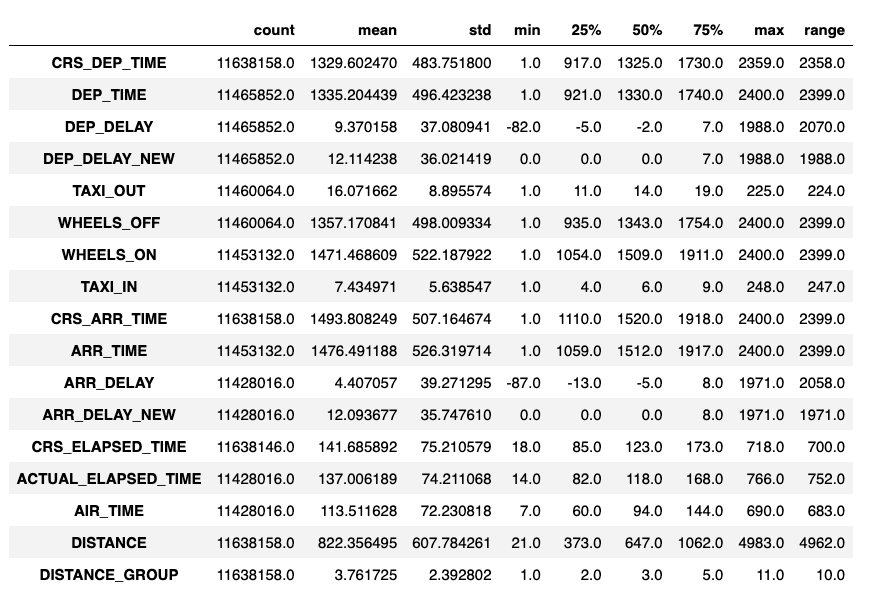 count mean std min 25% 50% 75% max range
CRS_DEP_TIME 11638158.0 1329.602470 483.751800 1.0 917.0 1325.0 1730.0 2359.0 2358.0
DEP_TIME 11465852.0 1335.204439 496.423238 1.0 921.0 1330.0 1740.0 2400.0 2399.0
DEP_DELAY 11465852.0 9.370158 37.080941 -82.0 -5.0 -2.0 7.0 1988.0 2070.0
DEP_DELAY_NEW 11465852.0 12.114238 36.021419 0.0 0.0 0.0 7.0 1988.0 1988.0
TAXI_OUT 11460064.0 16.071662 8.895574 1.0 11.0 14.0 19.0 225.0 224.0
WHEELS_OFF 11460064.0 1357.170841 498.009334 1.0 935.0 1343.0 1754.0 2400.0 2399.0
WHEELS_ON 11453132.0 1471.468609 522.187922 1.0 1054.0 1509.0 1911.0 2400.0 2399.0
TAXI_IN 11453132.0 7.434971 5.638547 1.0 4.0 6.0 9.0 248.0 247.0
CRS_ARR_TIME 11638158.0 1493.808249 507.164674 1.0 1110.0 1520.0 1918.0 2400.0 2399.0
ARR_TIME 11453132.0 1476.491188 526.319714 1.0 1059.0 1512.0 1917.0 2400.0 2399.0
ARR_DELAY 11428016.0 4.407057 39.271295 -87.0 -13.0 -5.0 8.0 1971.0 2058.0
ARR_DELAY_NEW 11428016.0 12.093677 35.747610 0.0 0.0 0.0 8.0 1971.0 1971.0
CRS_ELAPSED_TIME 11638146.0 141.685892 75.210579 18.0 85.0 123.0 173.0 718.0 700.0
ACTUAL_ELAPSED_TIME 11428016.0 137.006189 74.211068 14.0 82.0 118.0 168.0 766.0 752.0
AIR_TIME 11428016.0 113.511628 72.230818 7.0 60.0 94.0 144.0 690.0 683.0
DISTANCE 11638158.0 822.356495 607.784261 21.0 373.0 647.0 1062.0 4983.0 4962.0
DISTANCE_GROUP 11638158.0 3.761725 2.392802 1.0 2.0 3.0 5.0 11.0 10.0